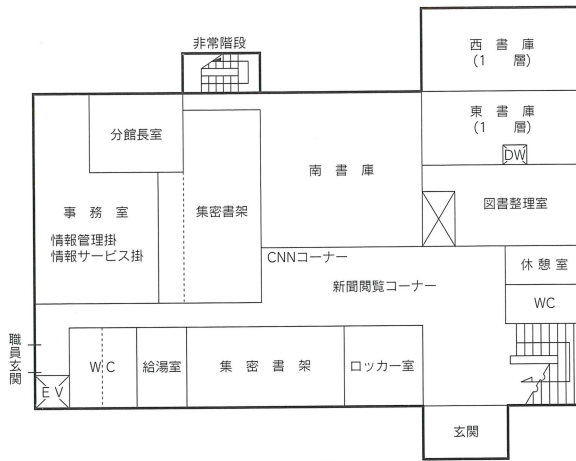 非常階段
西書庫
(1 層)
分館長室
東書庫
(1 層)
DW
南書庫
事務室
情報管理掛
情報サービス掛
集密書架
図書整理室
CNNコーナー
新聞閲覧コーナー
休憩室
WC
職員玄関
WC
給湯室
集密書架
ロッカー室
EV
玄関